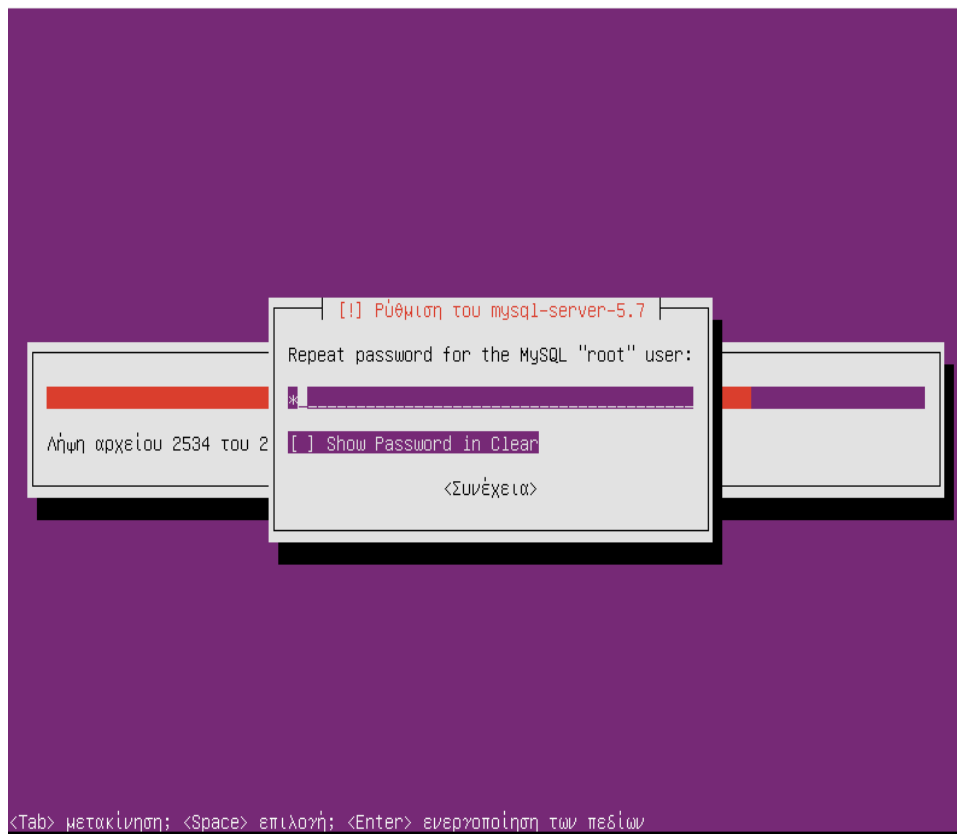 [!] Ρύθμιση του mysql-server-5.7
Repeat password for the MySQL "root" user:
*
[ ] Show Password in Clear
<Συνέχεια>
Λήψη αρχείου 2534 του 2
<Tab> μετακίνηση; <Space> επιλογή; <Enter> ενεργοποίηση των πεδίων